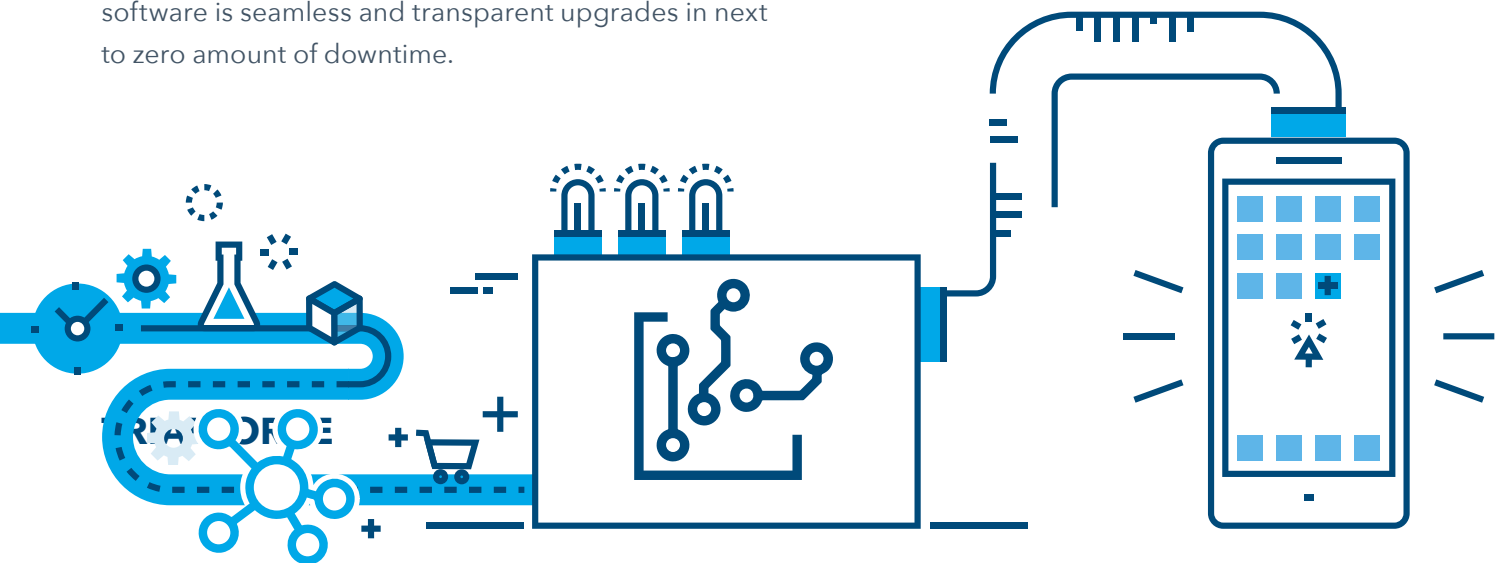 software is seamless and transparent upgrades in next
to zero amount of downtime.